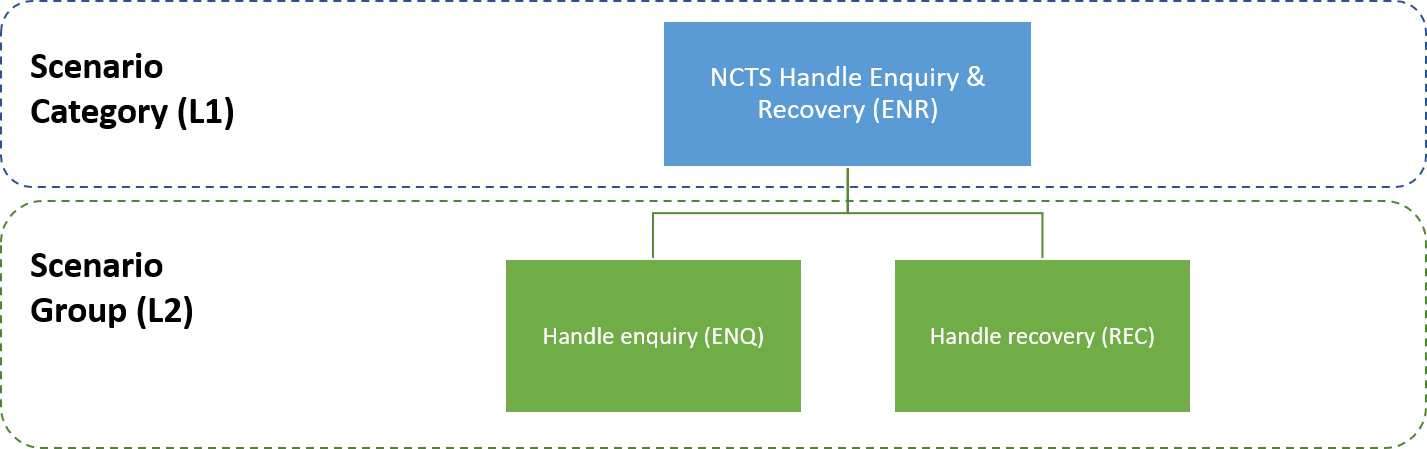 Scenario
Category (L1)
NCTS Handle Enquiry &
Recovery (ENR)
Scenario
Group (L2)
Handle enquiry (ENQ)
Handle recovery (REC)